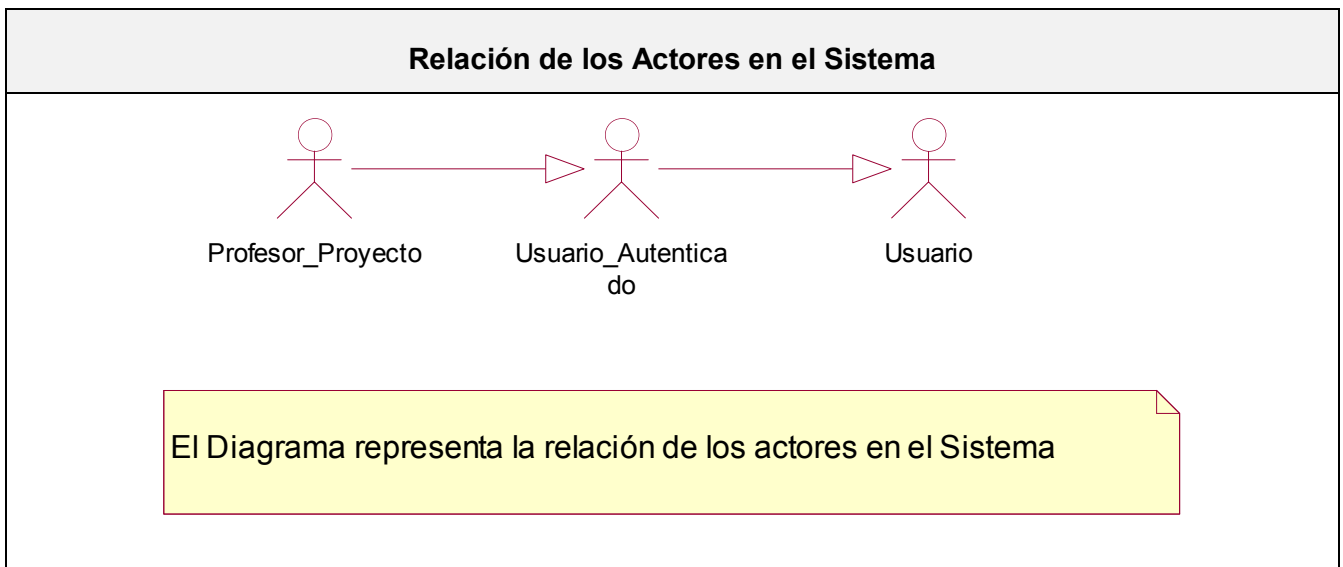 Relación de los Actores en el Sistema
Profesor_Proyecto
Usuario_Autentica
do
Usuario
El Diagrama representa la relación de los actores en el Sistema